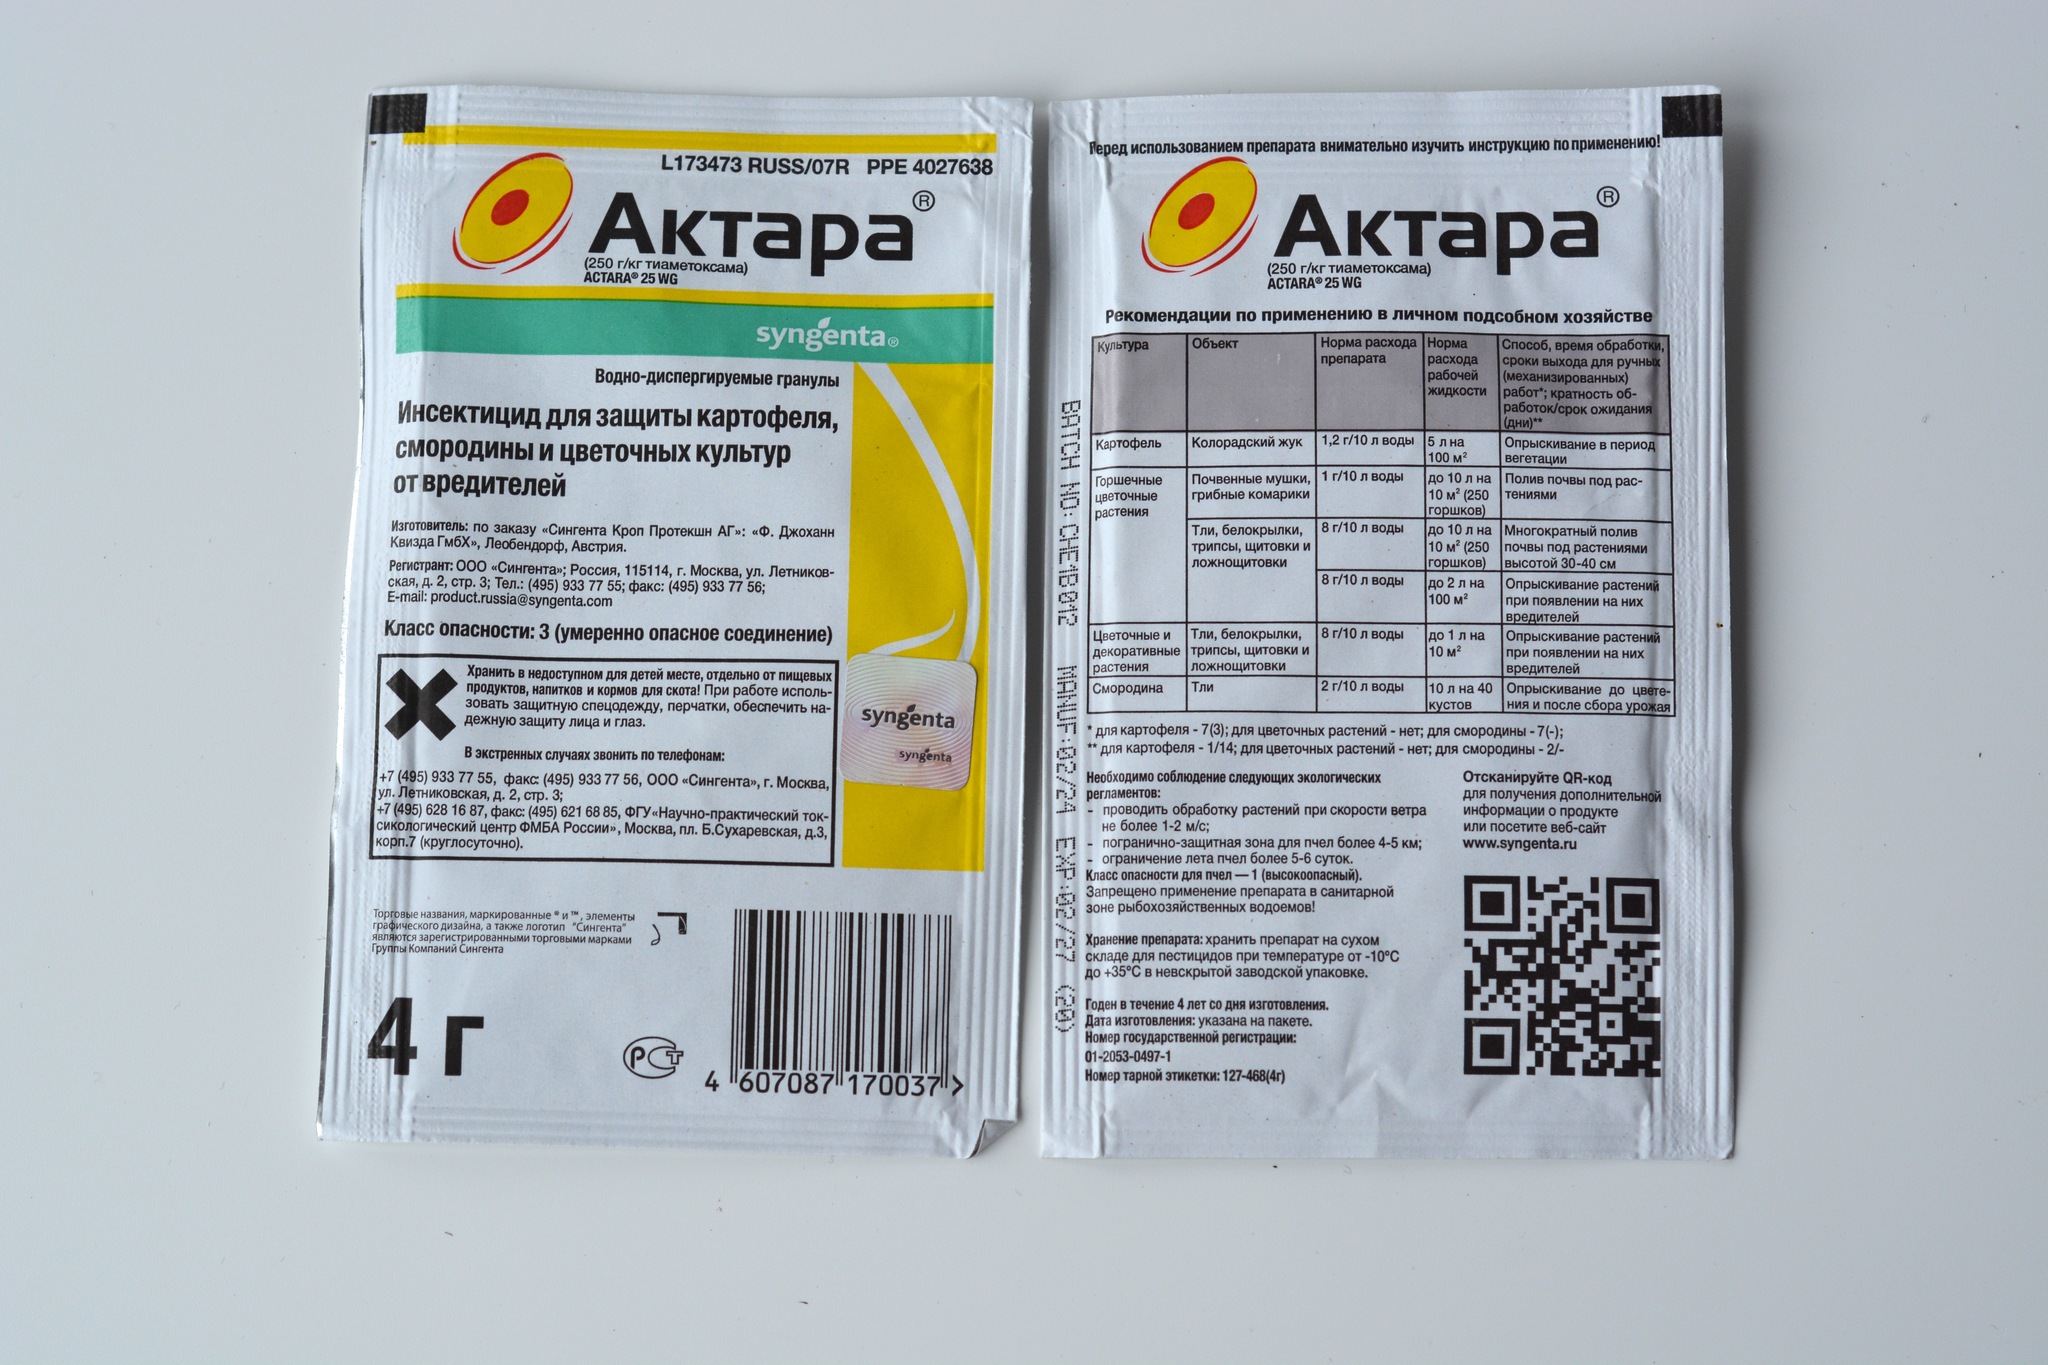 L173473 RUSS/07R PPE 4027638
Актара®
(250 г/кг тиаметоксама)
ACTARA® 25 WG
syngenta®
Водно-диспергируемые гранулы
Инсектицид для защиты картофеля,
смородины и цветочных культур
от вредителей
Изготовитель: по заказу «Сингента Кроп Протекшн АГ»: «Ф. Джоханн
Квизда ГмбХ», Леобендорф, Австрия.
Регистрант: ООО «Сингента»; Россия, 115114, г. Москва, ул. Летников-
ская, д. 2, стр. 3; Тел.: (495) 933 77 55; факс: (495) 933 77 56;
E-mail: product.russia@syngenta.com
Класс опасности: 3 (умеренно опасное соединение)
Хранить в недоступном для детей месте, отдельно от пищевых
продуктов, напитков и кормов для скота! При работе исполь-
зовать защитную спецодежду, перчатки, обеспечить на-
дежную защиту лица и глаз.
В экстренных случаях звонить по телефонам:
+7 (495) 933 77 55, факс: (495) 933 77 56, ООО «Сингента», г. Москва,
ул. Летниковская, д. 2, стр. 3;
+7 (495) 628 16 87, факс: (495) 621 68 85, ФГУ«Научно-практический ток-
сикологический центр ФМБА России», Москва, пл. Б.Сухаревская, д.3,
корп.7 (круглосуточно).
syngenta
syngenta
Торговые названия, маркированные ® и ™, элементы
графического дизайна, а также логотип "Сингента"
являются зарегистрированными торговыми марками
Группы Компаний Сингента
4 г
РСТ
4 607087 170037 >
Перед использованием препарата внимательно изучить инструкцию по применению!
Актара®
(250 г/кг тиаметоксама)
ACTARA® 25 WG
Рекомендации по применению в личном подсобном хозяйстве
Культура
Объект
Норма расхода
препарата
Норма
расхода
рабочей
жидкости
Способ, время обработки,
сроки выхода для ручных
(механизированных)
работ*; кратность об-
работок/срок ожидания
(дни)**
Картофель
Колорадский жук
1,2 г/10 л воды
5 л на
100 м²
Опрыскивание в период
вегетации
Горшечные
цветочные
растения
Почвенные мушки,
грибные комарики
1 г/10 л воды
до 10 л на
10 м² (250
горшков)
Полив почвы под рас-
тениями
Тли, белокрылки,
трипсы, щитовки и
ложнощитовки
8 г/10 л воды
до 10 л на
10 м² (250
горшков)
Многократный полив
почвы под растениями
высотой 30-40 см
8 г/10 л воды
до 2 л на
100 м²
Опрыскивание растений
при появлении на них
вредителей
Цветочные и
декоративные
растения
Тли, белокрылки,
трипсы, щитовки и
ложнощитовки
8 г/10 л воды
до 1 л на
10 м²
Опрыскивание растений
при появлении на них
вредителей
Смородина
Тли
2 г/10 л воды
10 л на 40
кустов
Опрыскивание до цвете-
ния и после сбора урожая
* для картофеля - 7(3); для цветочных растений - нет; для смородины - 7(-);
** для картофеля - 1/14; для цветочных растений - нет; для смородины - 2/-
Необходимо соблюдение следующих экологических
регламентов:
- проводить обработку растений при скорости ветра
не более 1-2 м/с;
- погранично-защитная зона для пчел более 4-5 км;
- ограничение лета пчел более 5-6 суток.
Класс опасности для пчел — 1 (высокоопасный).
Запрещено применение препарата в санитарной
зоне рыбохозяйственных водоемов!
Хранение препарата: хранить препарат на сухом
складе для пестицидов при температуре от -10°С
до +35°С в невскрытой заводской упаковке.
Годен в течение 4 лет со дня изготовления.
Дата изготовления: указана на пакете.
Номер государственной регистрации:
01-2053-0497-1
Номер тарной этикетки: 127-468(4г)
Отсканируйте QR-код
для получения дополнительной
информации о продукте
или посетите веб-сайт
www.syngenta.ru
BATCH NO:CHE1B012 MANUF:02/24 EXP:02/27 (20)